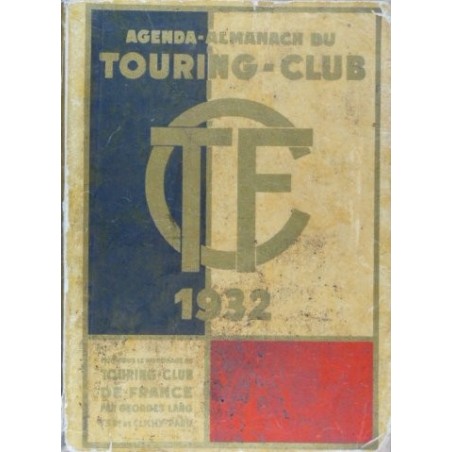 AGENDA-ALMANACH DU
TOURING-CLUB
TCF
1932
TOURING-CLUB
DE FRANCE
PAR GEORGES LANG